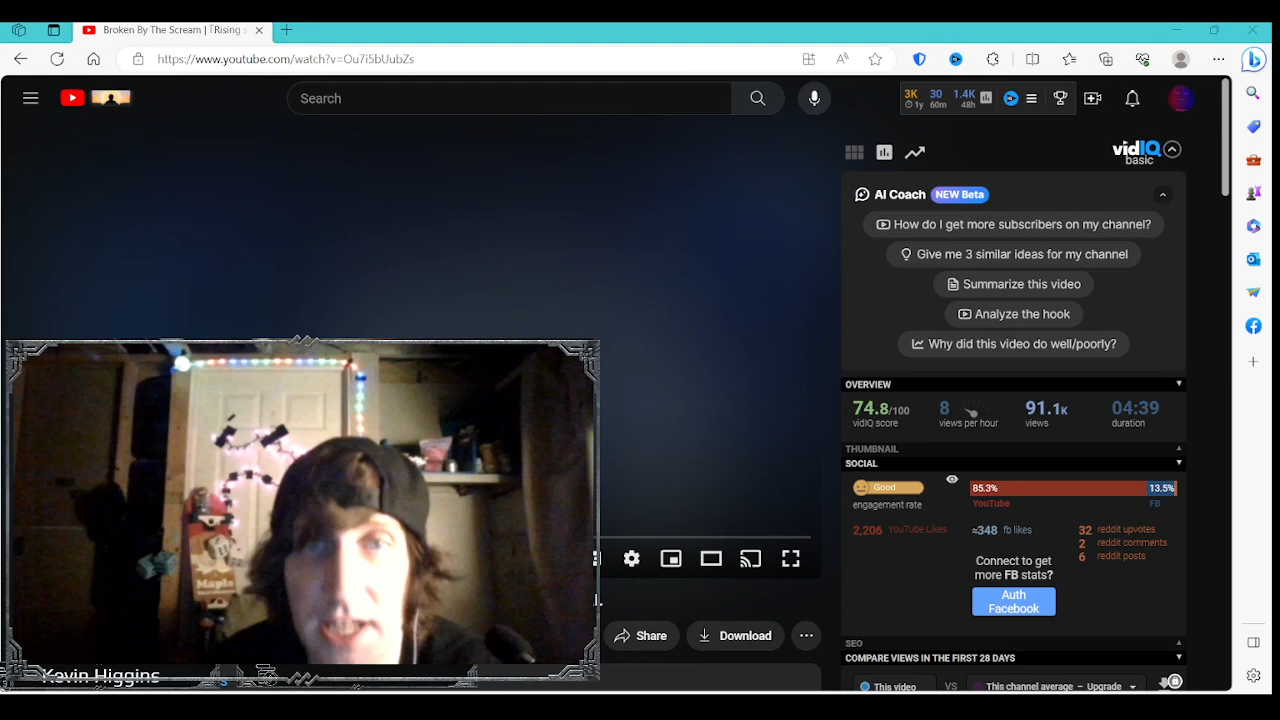 Broken By The Scream | 「Rising s
https://www.youtube.com/watch?v=Ou7i5bUubZs
Search
3K 30 1.4K
1y 60m 48h
vidIQ
basic
AI Coach NEW Beta
How do I get more subscribers on my channel?
Give me 3 similar ideas for my channel
Summarize this video
Analyze the hook
Why did this video do well/poorly?
OVERVIEW
74.8/100 8 91.1K 04:39
vidIQ score views per hour views duration
THUMBNAIL
SOCIAL
Good 85.3% 13.5%
engagement rate YouTube FB
2,206 YouTube Likes ≈348 fb likes 32 reddit upvotes
2 reddit comments
6 reddit posts
Connect to get
more FB stats?
Auth
Facebook
Maple
Share Download
SEO
COMPARE VIEWS IN THE FIRST 28 DAYS
This video VS This channel average – Upgrade
Kevin Higgins